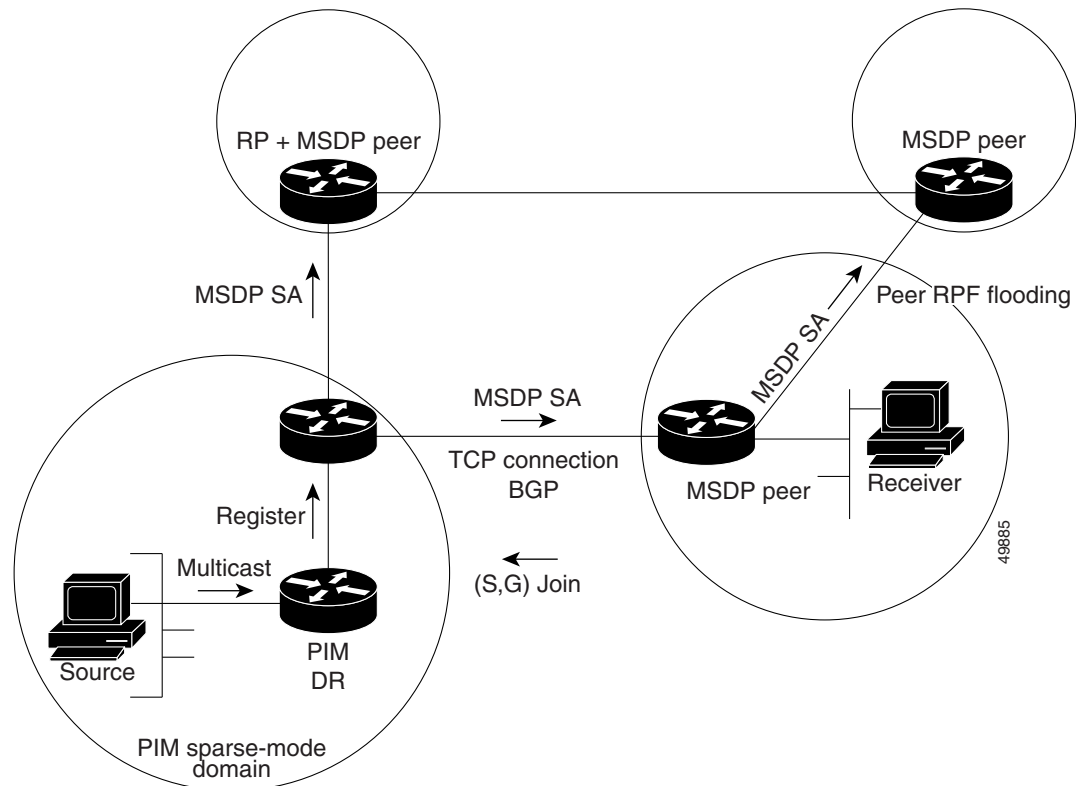 RP + MSDP peer
MSDP peer
MSDP SA
Peer RPF flooding
MSDP SA
MSDP SA
TCP connection
BGP
MSDP peer
Receiver
Register
49885
Multicast
(S,G) Join
Source
PIM
DR
PIM sparse-mode
domain